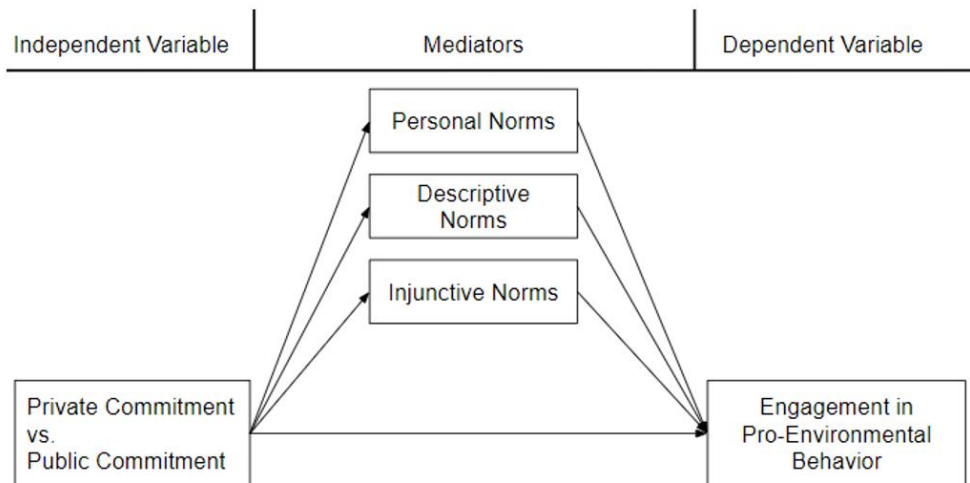 Independent Variable
Mediators
Dependent Variable
Personal Norms
Descriptive
Norms
Injunctive Norms
Private Commitment
vs.
Public Commitment
Engagement in
Pro-Environmental
Behavior